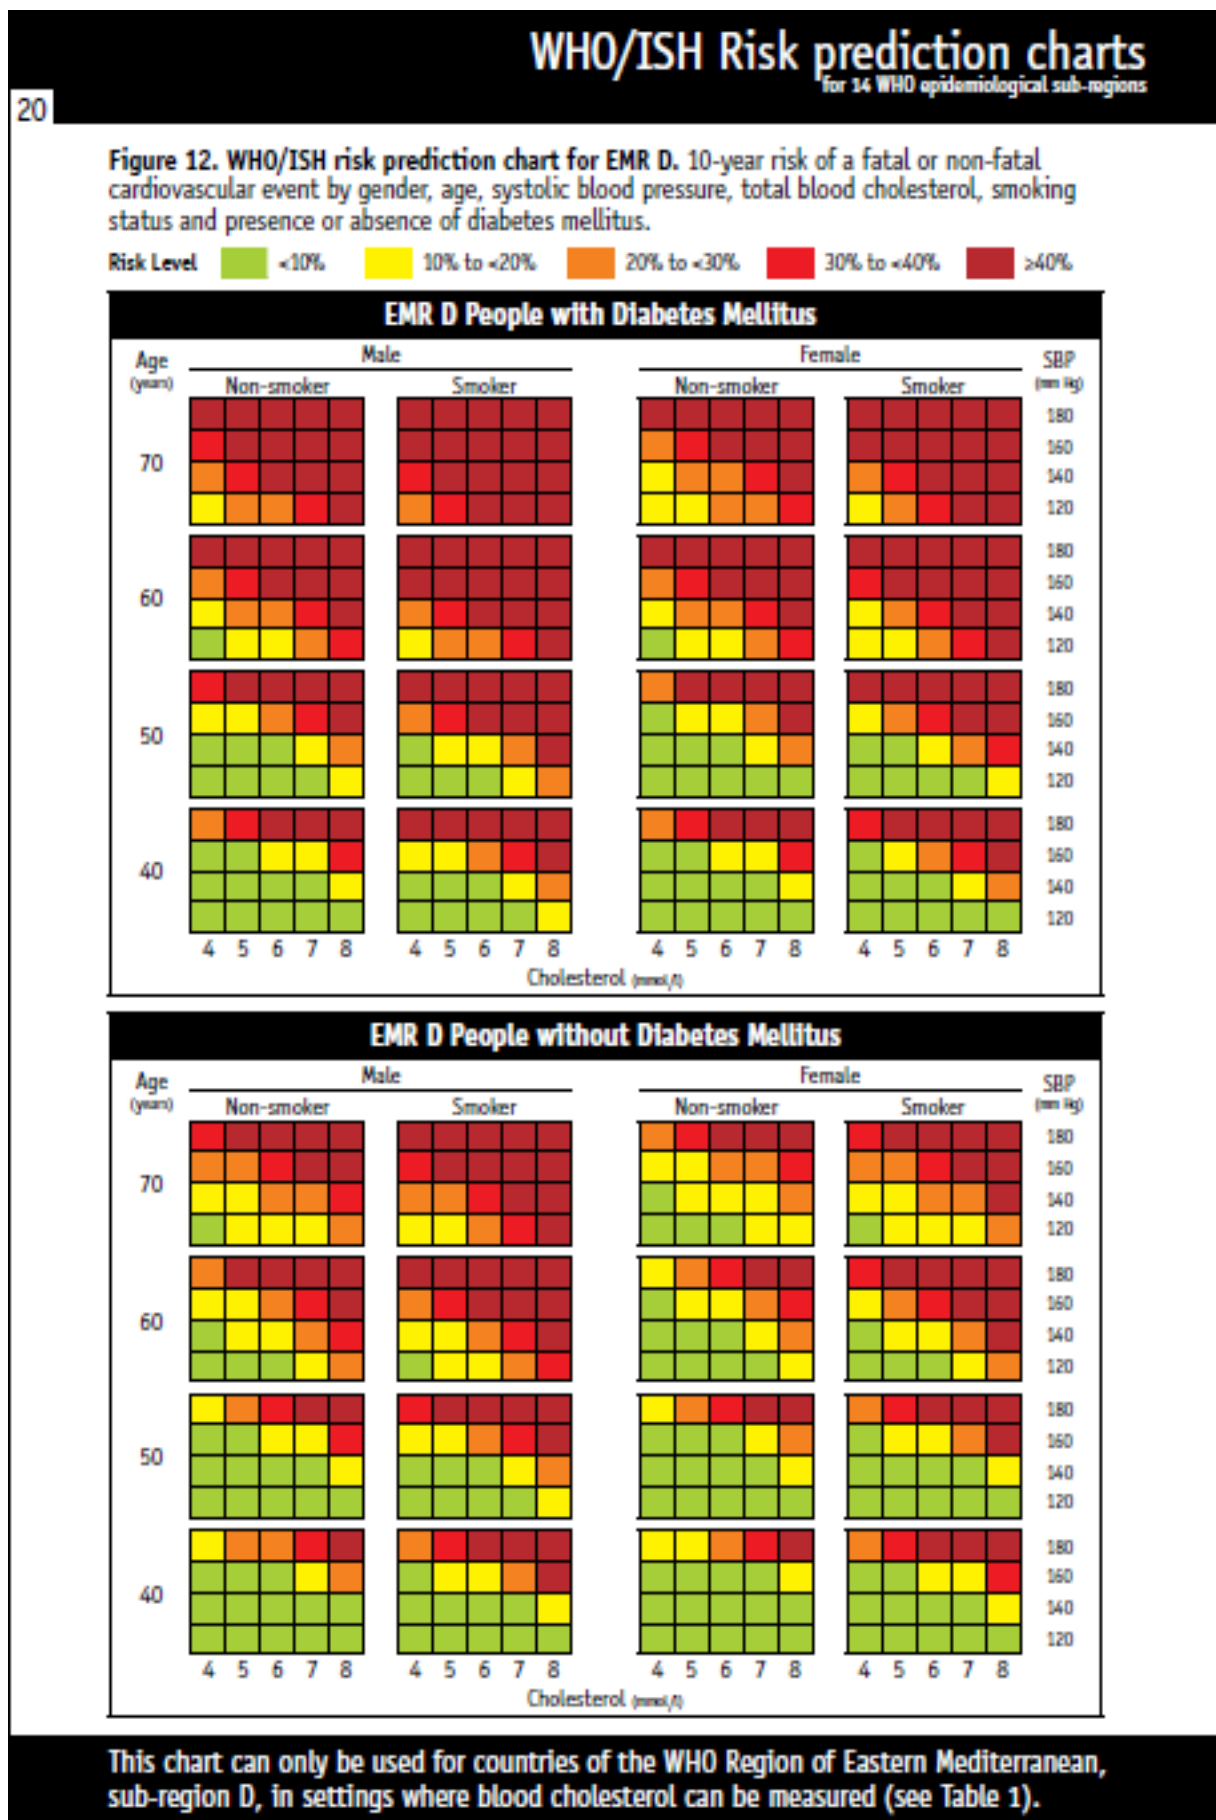 WHO/ISH Risk prediction charts
for 14 WHO epidemiological sub-regions
20
Figure 12. WHO/ISH risk prediction chart for EMR D. 10-year risk of a fatal or non-fatal
cardiovascular event by gender, age, systolic blood pressure, total blood cholesterol, smoking
status and presence or absence of diabetes mellitus.
Risk Level <10% 10% to <20% 20% to <30% 30% to <40% ≥40%
EMR D People with Diabetes Mellitus
Age Male Female SBP
(years) Non-smoker Smoker Non-smoker Smoker (mm Hg)
180
160
70
140
120
180
160
60
140
120
180
160
50
140
120
180
160
40
140
120
4 5 6 7 8 4 5 6 7 8 4 5 6 7 8 4 5 6 7 8
Cholesterol (mmol/l)
EMR D People without Diabetes Mellitus
Age Male Female SBP
(years) Non-smoker Smoker Non-smoker Smoker (mm Hg)
180
160
70
140
120
180
160
60
140
120
180
160
50
140
120
180
160
40
140
120
4 5 6 7 8 4 5 6 7 8 4 5 6 7 8 4 5 6 7 8
Cholesterol (mmol/l)
This chart can only be used for countries of the WHO Region of Eastern Mediterranean,
sub-region D, in settings where blood cholesterol can be measured (see Table 1).